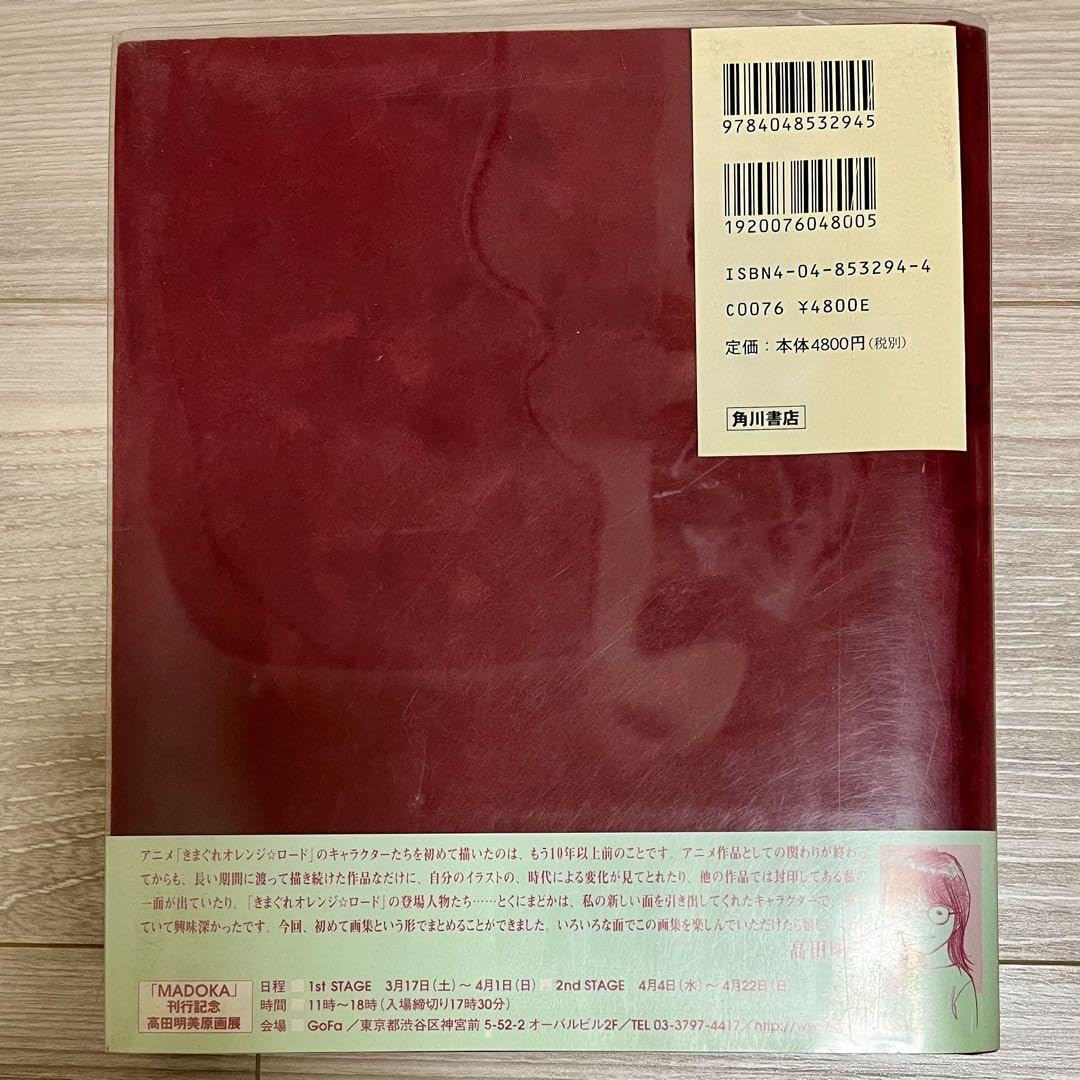 9784048532945
1920076048005
ISBN4-04-853294-4
C0076 ¥4800E
定価:本体4800円(税別)
角川書店
アニメ「きまぐれオレンジ☆ロード」のキャラクターたちを初めて描いたのは、もう10年以上前のことです。アニメ作品としての関わりが終わっ
てからも、長い期間に渡って描き続けた作品なだけに、自分のイラストの、時代による変化が見てとれたり、他の作品では封印してある私の
一面が出ていたり。「きまぐれオレンジ☆ロード」の登場人物たち……とくにまどかは、私の新しい面を引き出してくれたキャラクターで、
ていて興味深かったです。今回、初めて画集という形でまとめることができました。いろいろな面でこの画集を楽しんでいただけたら嬉し
高田
「MADOKA」
刊行記念
高田明美原画展
日程 1st STAGE 3月17日(土)〜4月1日(日) 2nd STAGE 4月4日(水)〜4月22日(日)
時間 11時〜18時(入場締切り17時30分)
会場 GoFa/東京都渋谷区神宮前 5-52-2 オーバルビル2F/TEL 03-3797-4417/http://www